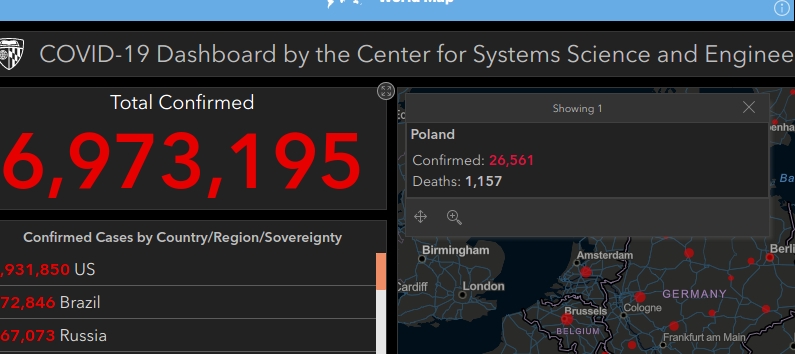 World Map
COVID-19 Dashboard by the Center for Systems Science and Enginee
Total Confirmed
6,973,195
Confirmed Cases by Country/Region/Sovereignty
,931,850 US
72,846 Brazil
67,073 Russia
Showing 1
Poland
Confirmed: 26,561
Deaths: 1,157
enha
Ba
Birmingham
Amsterdam
Berli
Cardiff
London
GERMANY
Brussels
Cologne
BELGIUM
Frankfurt am Main